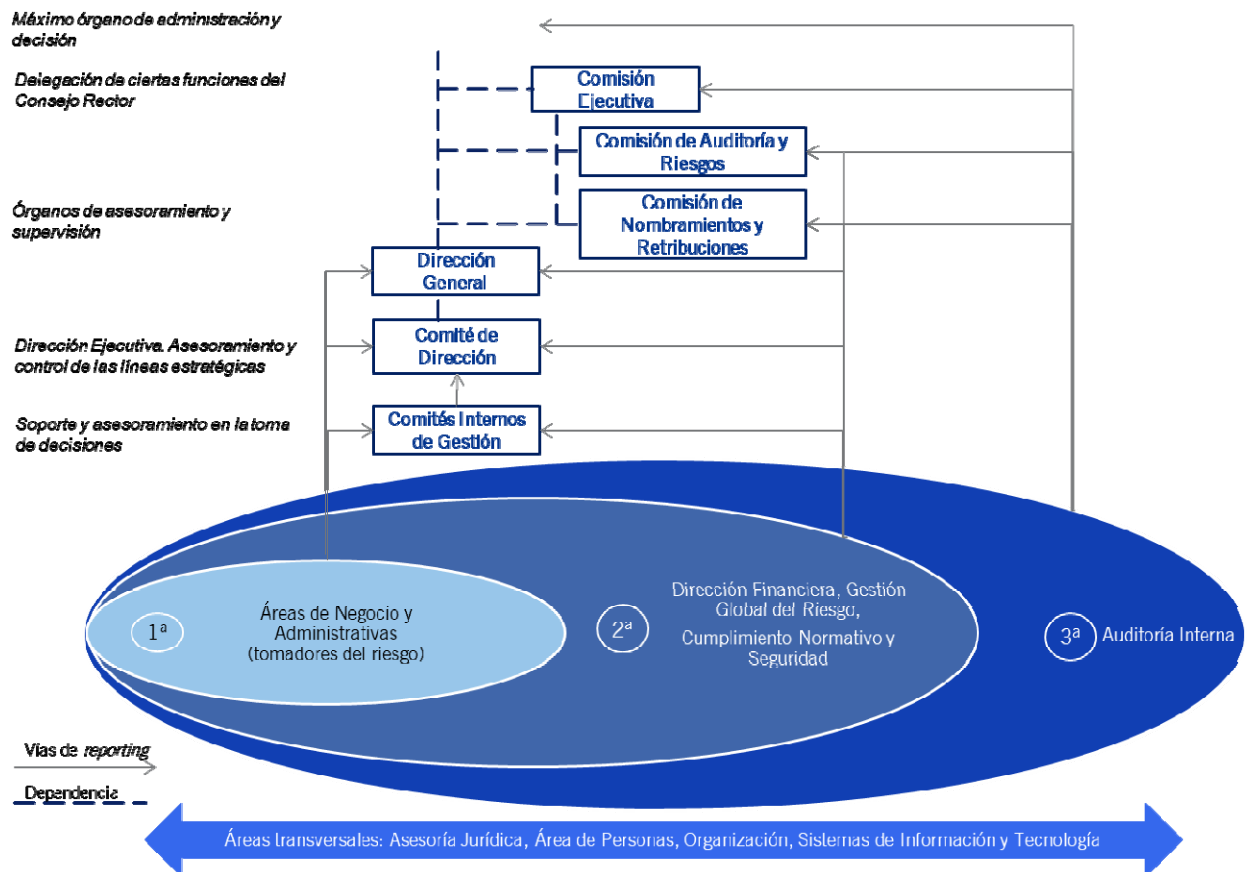 Máximo órgano de administración y
decisión
Delegación de ciertas funciones del
Consejo Rector
Comisión
Ejecutiva
Comisión de Auditoría y
Riesgos
Órganos de asesoramiento y
supervisión
Comisión de
Nombramientos y
Retribuciones
Dirección
General
Dirección Ejecutiva. Asesoramiento y
control de las líneas estratégicas
Comité de
Dirección
Soporte y asesoramiento en la toma
de decisiones
Comités Internos
de Gestión
1ª
Áreas de Negocio y
Administrativas
(tomadores del riesgo)
2ª
Dirección Financiera, Gestión
Global del Riesgo,
Cumplimiento Normativo y
Seguridad
3ª
Auditoría Interna
Vías de reporting
Dependencia
Áreas transversales: Asesoría Jurídica, Área de Personas, Organización, Sistemas de Información y Tecnología